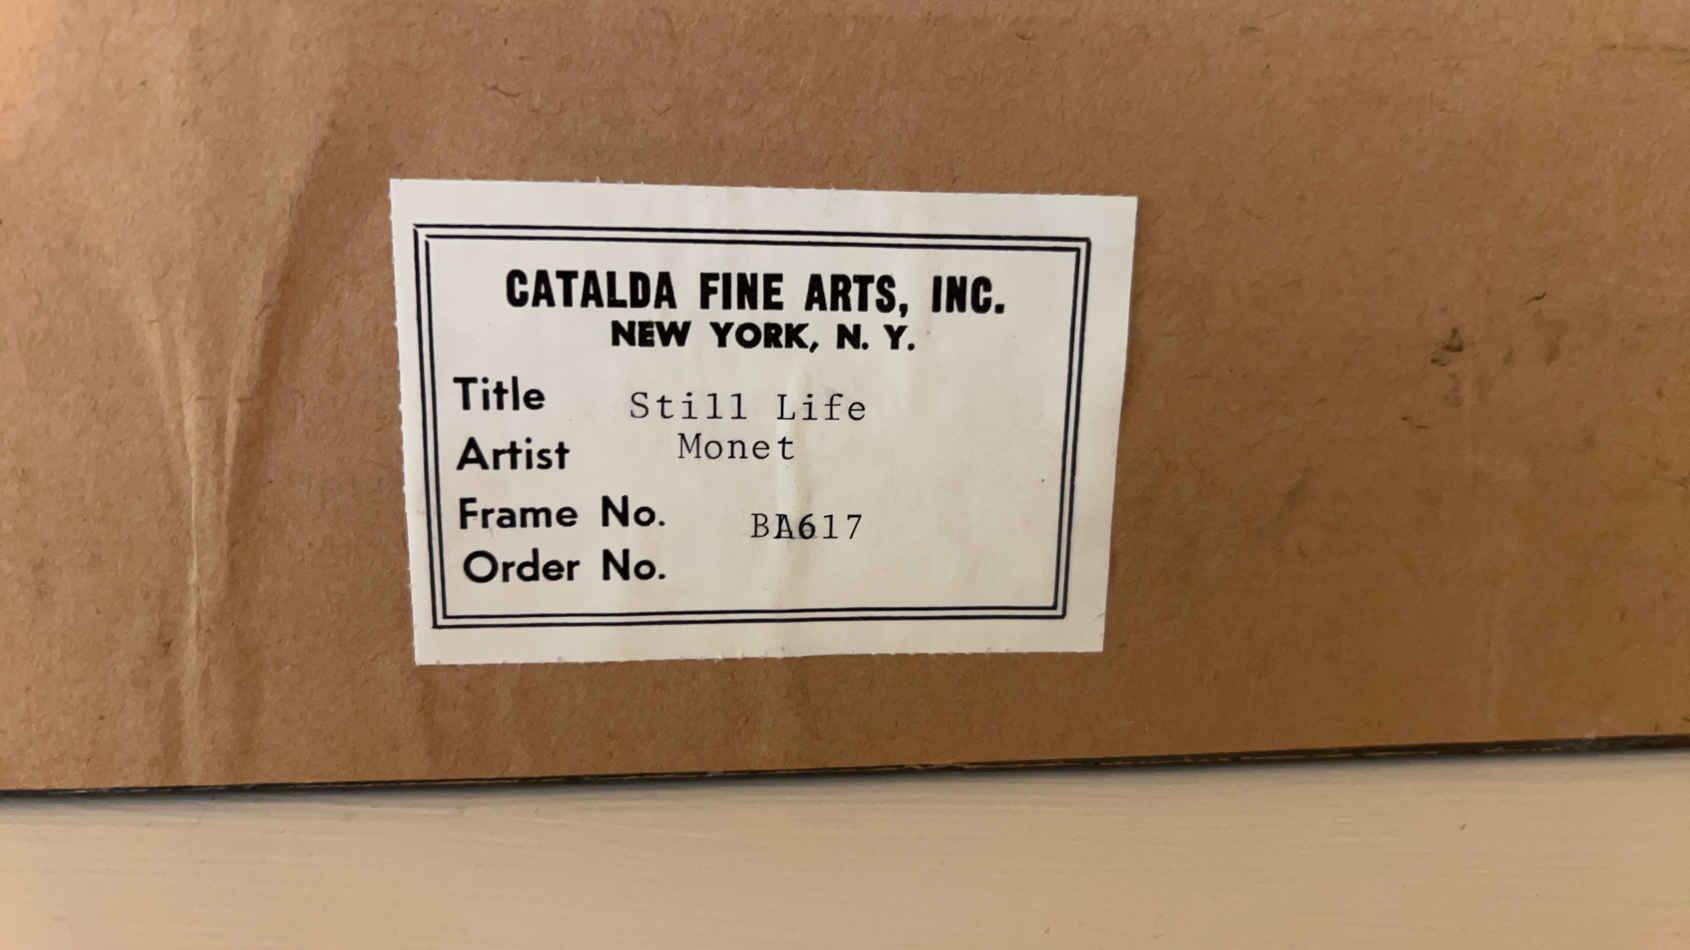 CATALDA FINE ARTS, INC.
NEW YORK, N. Y.
Title Still Life
Artist Monet
Frame No. BA617
Order No.